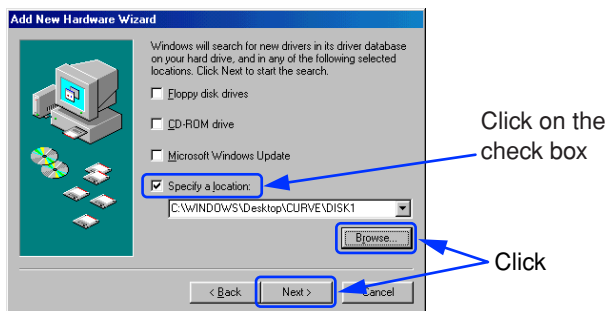 Add New Hardware Wizard
Windows will search for new drivers in its driver database
on your hard drive, and in any of the following selected
locations. Click Next to start the search.
Floppy disk drives
CD-ROM drive
Microsoft Windows Update
Specify a location:
C:\WINDOWS\Desktop\CURVE\DISK1
Browse...
< Back
Next >
Cancel
Click on the
check box
Click